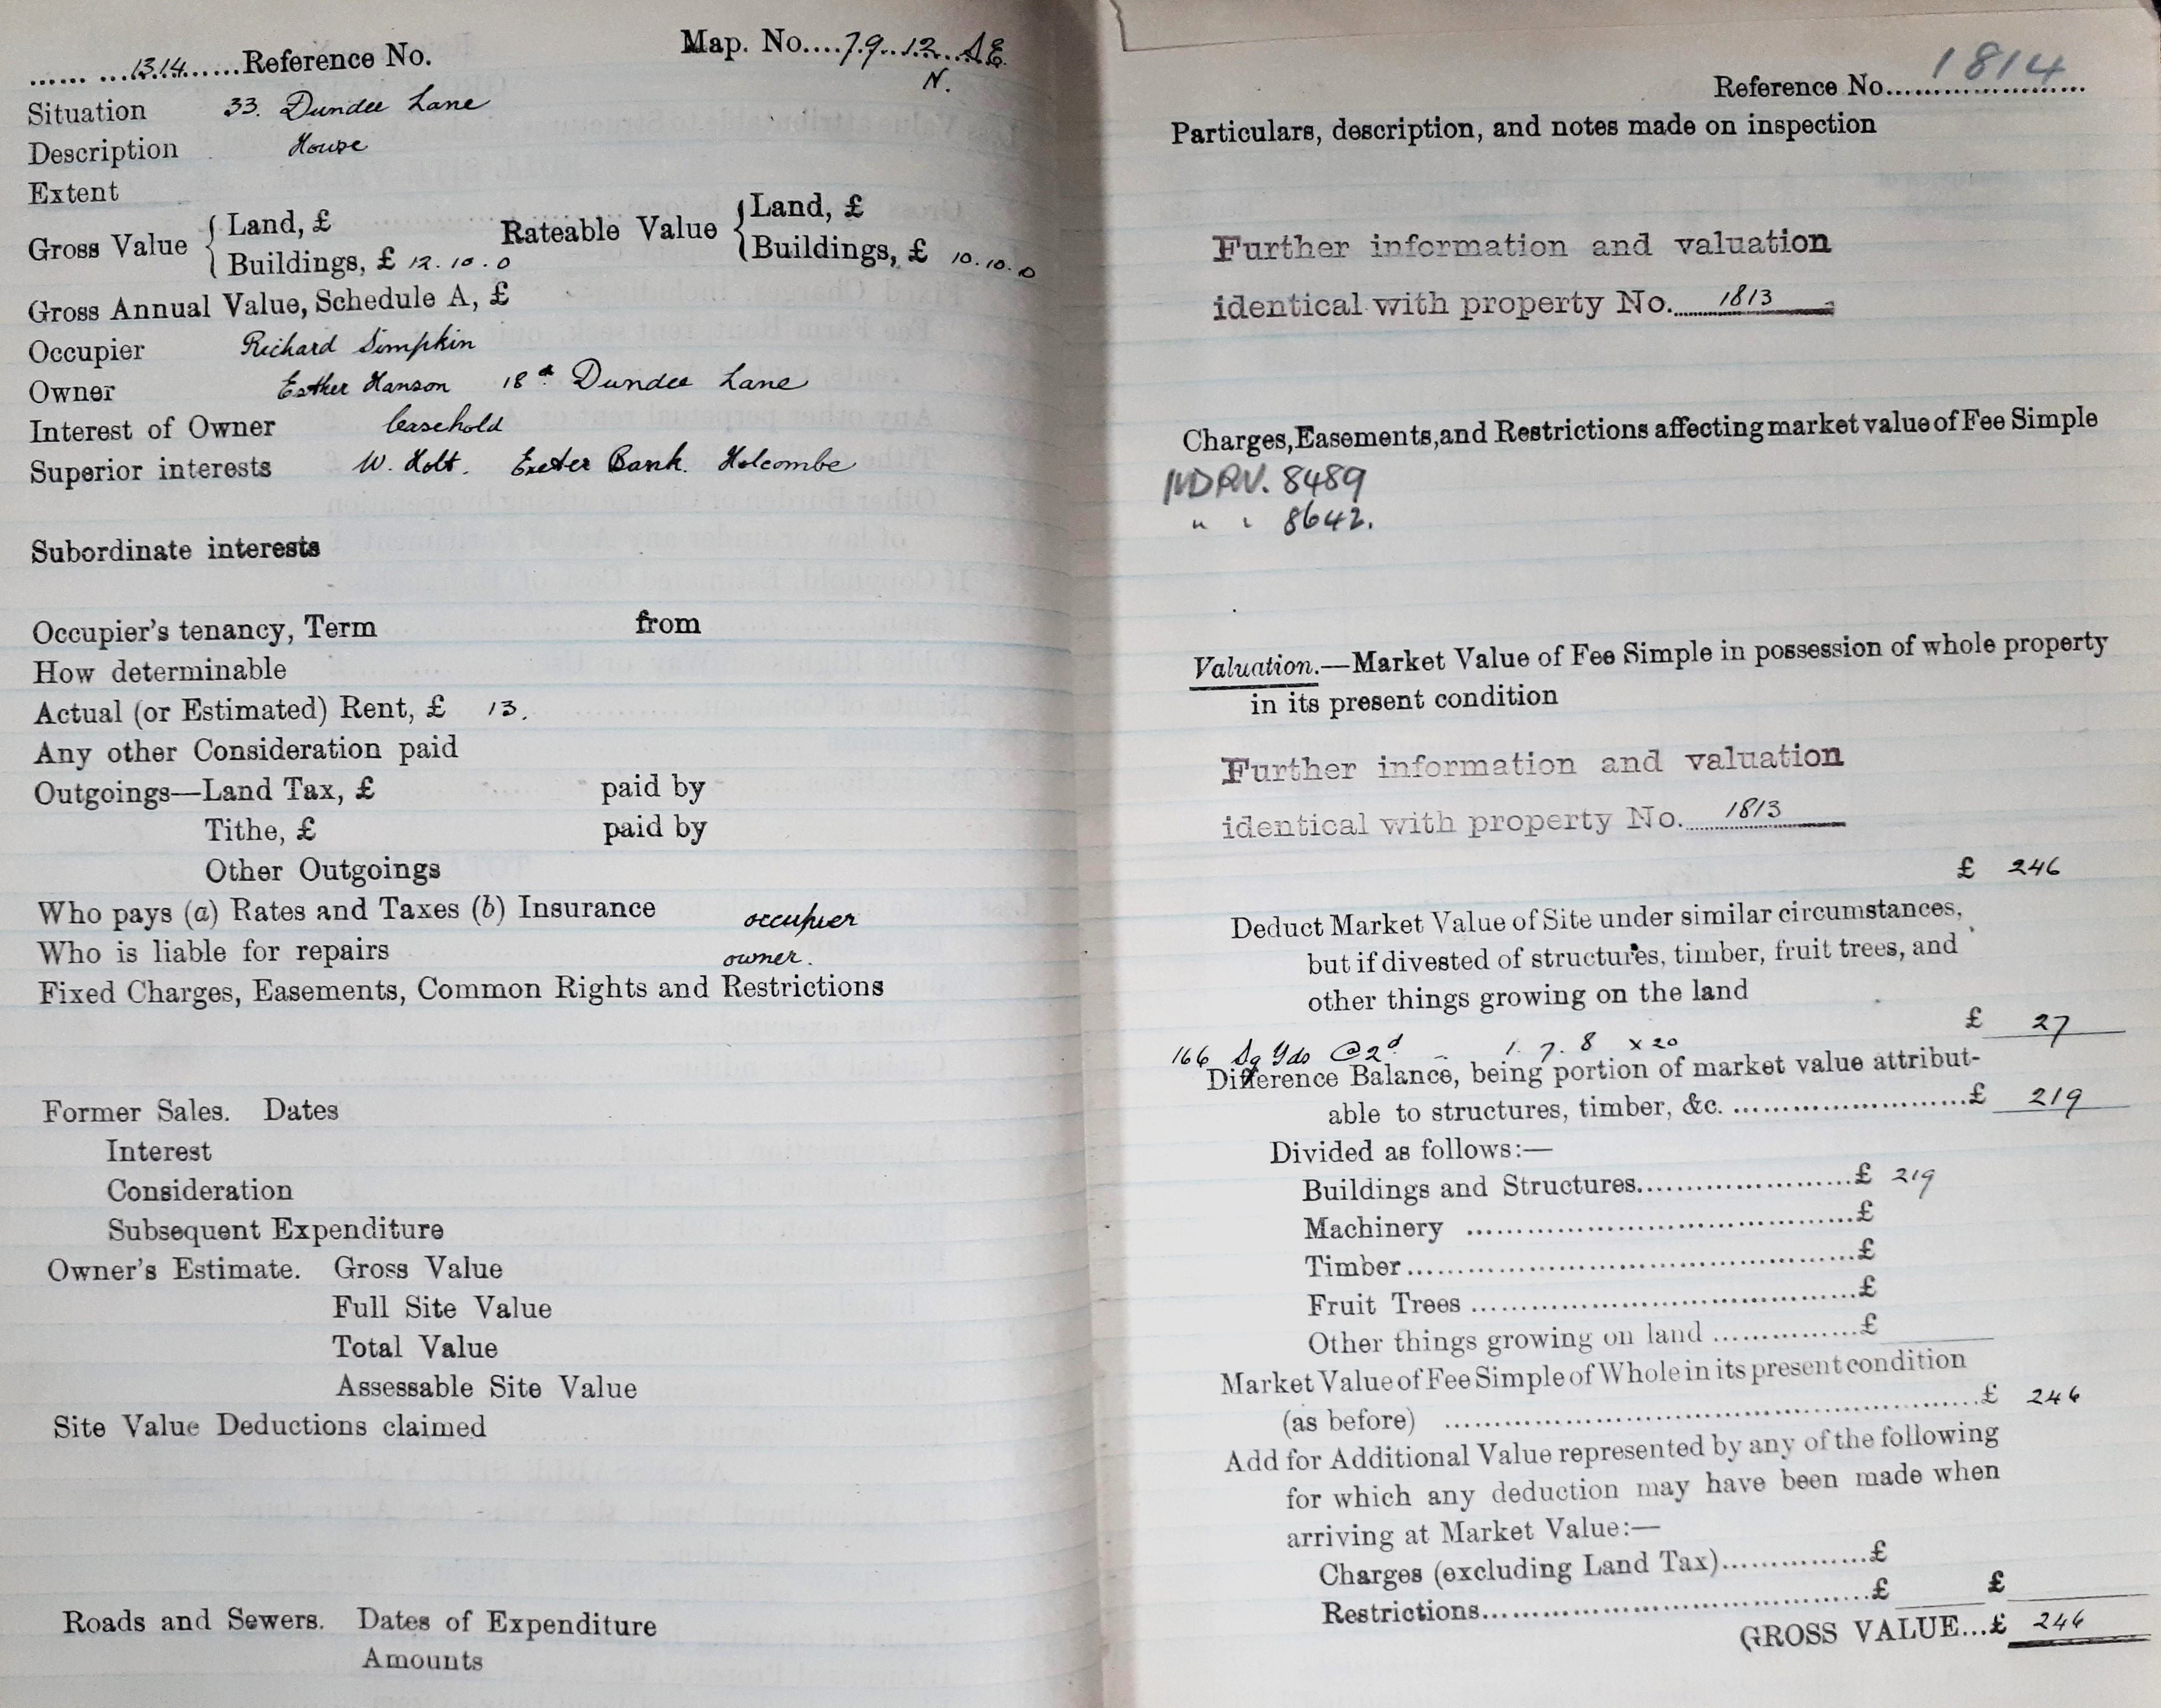 ...... ...1314......Reference No.
Map. No....79..12..SE.
N.
Situation 33. Dundee Lane
Description House
Extent
Gross Value { Land, £
Buildings, £ 12.10.0
Rateable Value { Land, £
Buildings, £ 10.10.0
Gross Annual Value, Schedule A, £
Occupier Richard Simpkin
Owner Esther Hanson 18a Dundee Lane
Interest of Owner leasehold
Superior interests W. Holt. Exeter Bank. Holcombe
Subordinate interests
Occupier's tenancy, Term from
How determinable
Actual (or Estimated) Rent, £ 13.
Any other Consideration paid
Outgoings—Land Tax, £ paid by
Tithe, £ paid by
Other Outgoings
Who pays (a) Rates and Taxes (b) Insurance occupier
Who is liable for repairs owner.
Fixed Charges, Easements, Common Rights and Restrictions
Former Sales. Dates
Interest
Consideration
Subsequent Expenditure
Owner's Estimate. Gross Value
Full Site Value
Total Value
Assessable Site Value
Site Value Deductions claimed
Roads and Sewers. Dates of Expenditure
Amounts
Reference No. 1814
Particulars, description, and notes made on inspection
Further information and valuation
identical with property No. 1813
Charges, Easements, and Restrictions affecting market value of Fee Simple
8489
" " 8642.
Valuation.—Market Value of Fee Simple in possession of whole property
in its present condition
Further information and valuation
identical with property No. 1813
£ 246
Deduct Market Value of Site under similar circumstances,
but if divested of structures, timber, fruit trees, and
other things growing on the land
£ 27
166 Sq Yds @ 2d 1. 7. 8 x 20
Difference Balance, being portion of market value attribut-
able to structures, timber, &c. ........................£ 219
Divided as follows:—
Buildings and Structures.....................£ 219
Machinery .......................................£
Timber.............................................£
Fruit Trees ......................................£
Other things growing on land ...............£
Market Value of Fee Simple of Whole in its present condition
(as before) .......................................................£ 246
Add for Additional Value represented by any of the following
for which any deduction may have been made when
arriving at Market Value:—
Charges (excluding Land Tax)...............£
Restrictions.........................................£ £
GROSS VALUE...£ 246